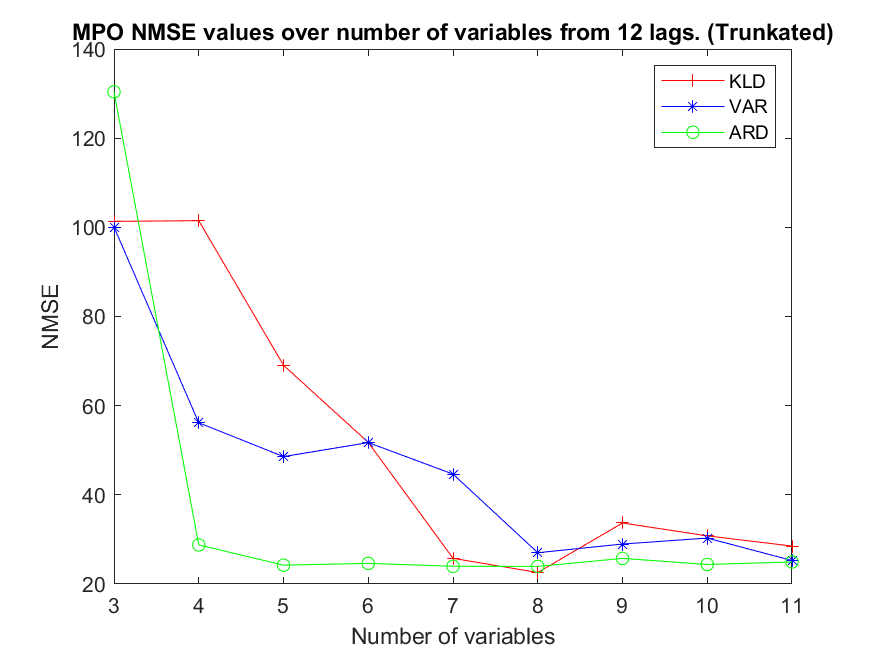 MPO NMSE values over number of variables from 12 lags. (Trunkated)
140
120
100
80
60
40
20
NMSE
KLD
VAR
ARD
3 4 5 6 7 8 9 10 11
Number of variables